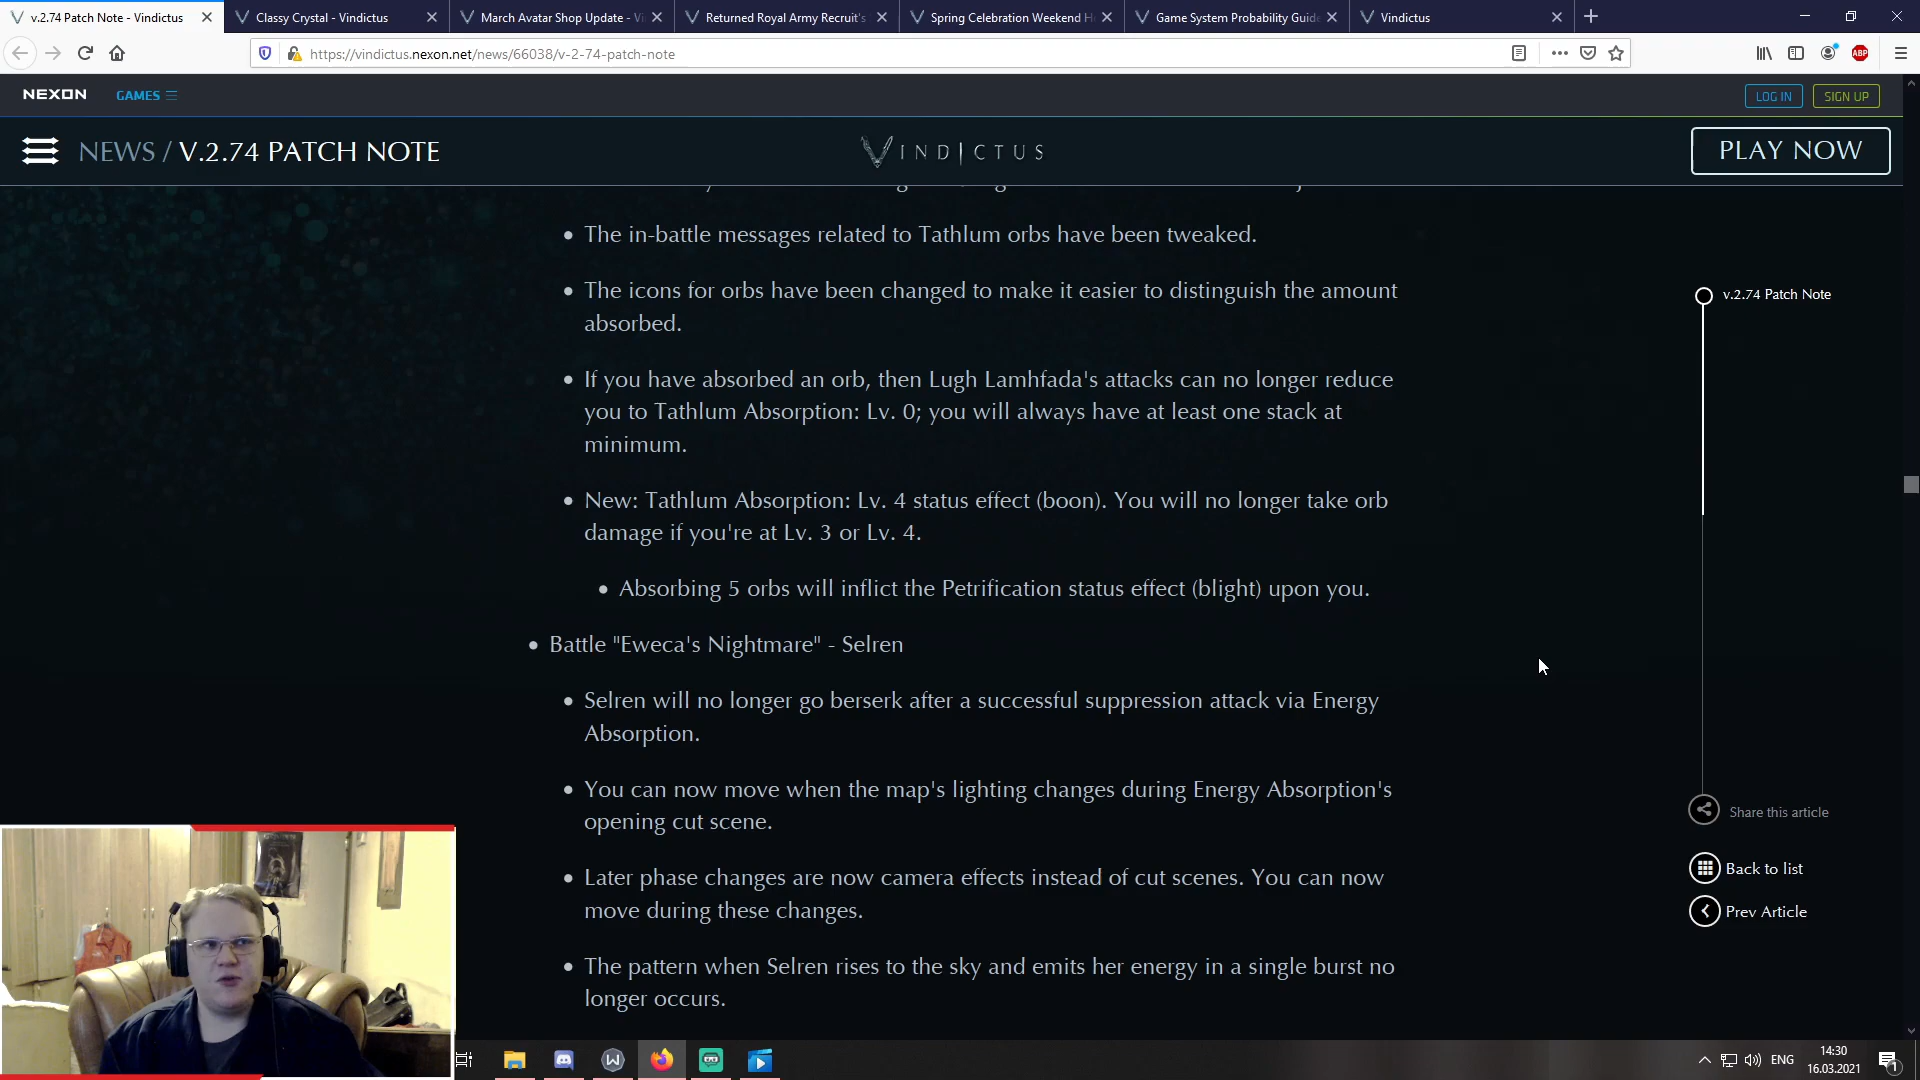 v.2.74 Patch Note - Vindictus
Classy Crystal - Vindictus
March Avatar Shop Update - Vi
Returned Royal Army Recruit's
Spring Celebration Weekend H
Game System Probability Guide
Vindictus
https://vindictus.nexon.net/news/66038/v-2-74-patch-note
ABP
NEXON
GAMES
LOG IN
SIGN UP
NEWS / V.2.74 PATCH NOTE
VINDICTUS
PLAY NOW
The in-battle messages related to Tathlum orbs have been tweaked.
The icons for orbs have been changed to make it easier to distinguish the amount
absorbed.
If you have absorbed an orb, then Lugh Lamhfada's attacks can no longer reduce
you to Tathlum Absorption: Lv. 0; you will always have at least one stack at
minimum.
New: Tathlum Absorption: Lv. 4 status effect (boon). You will no longer take orb
damage if you're at Lv. 3 or Lv. 4.
Absorbing 5 orbs will inflict the Petrification status effect (blight) upon you.
Battle "Eweca's Nightmare" - Selren
Selren will no longer go berserk after a successful suppression attack via Energy
Absorption.
You can now move when the map's lighting changes during Energy Absorption's
opening cut scene.
Later phase changes are now camera effects instead of cut scenes. You can now
move during these changes.
The pattern when Selren rises to the sky and emits her energy in a single burst no
longer occurs.
v.2.74 Patch Note
Share this article
Back to list
Prev Article
ENG
14:30
16.03.2021
1